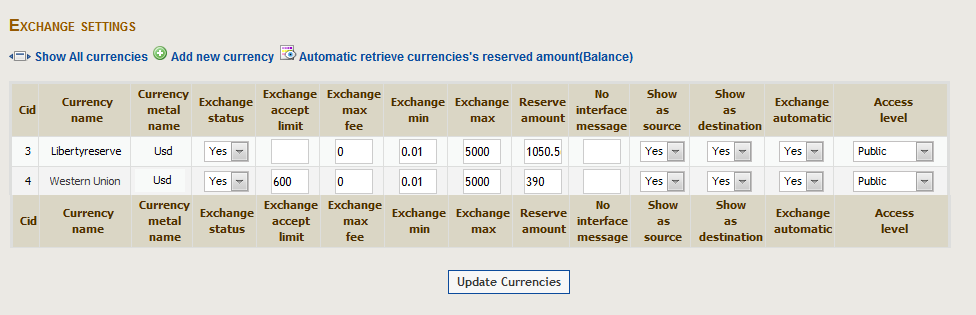 Exchange settings
Show All currencies Add new currency Automatic retrieve currencies's reserved amount(Balance)
Cid Currency name Currency metal name Exchange status Exchange accept limit Exchange max fee Exchange min Exchange max Reserve amount No interface message Show as source Show as destination Exchange automatic Access level
3 Libertyreserve Usd Yes 0 0.01 5000 1050.5 Yes Yes Yes Public
4 Western Union Usd Yes 600 0 0.01 5000 390 Yes Yes Yes Public
Cid Currency name Currency metal name Exchange status Exchange accept limit Exchange max fee Exchange min Exchange max Reserve amount No interface message Show as source Show as destination Exchange automatic Access level
Update Currencies